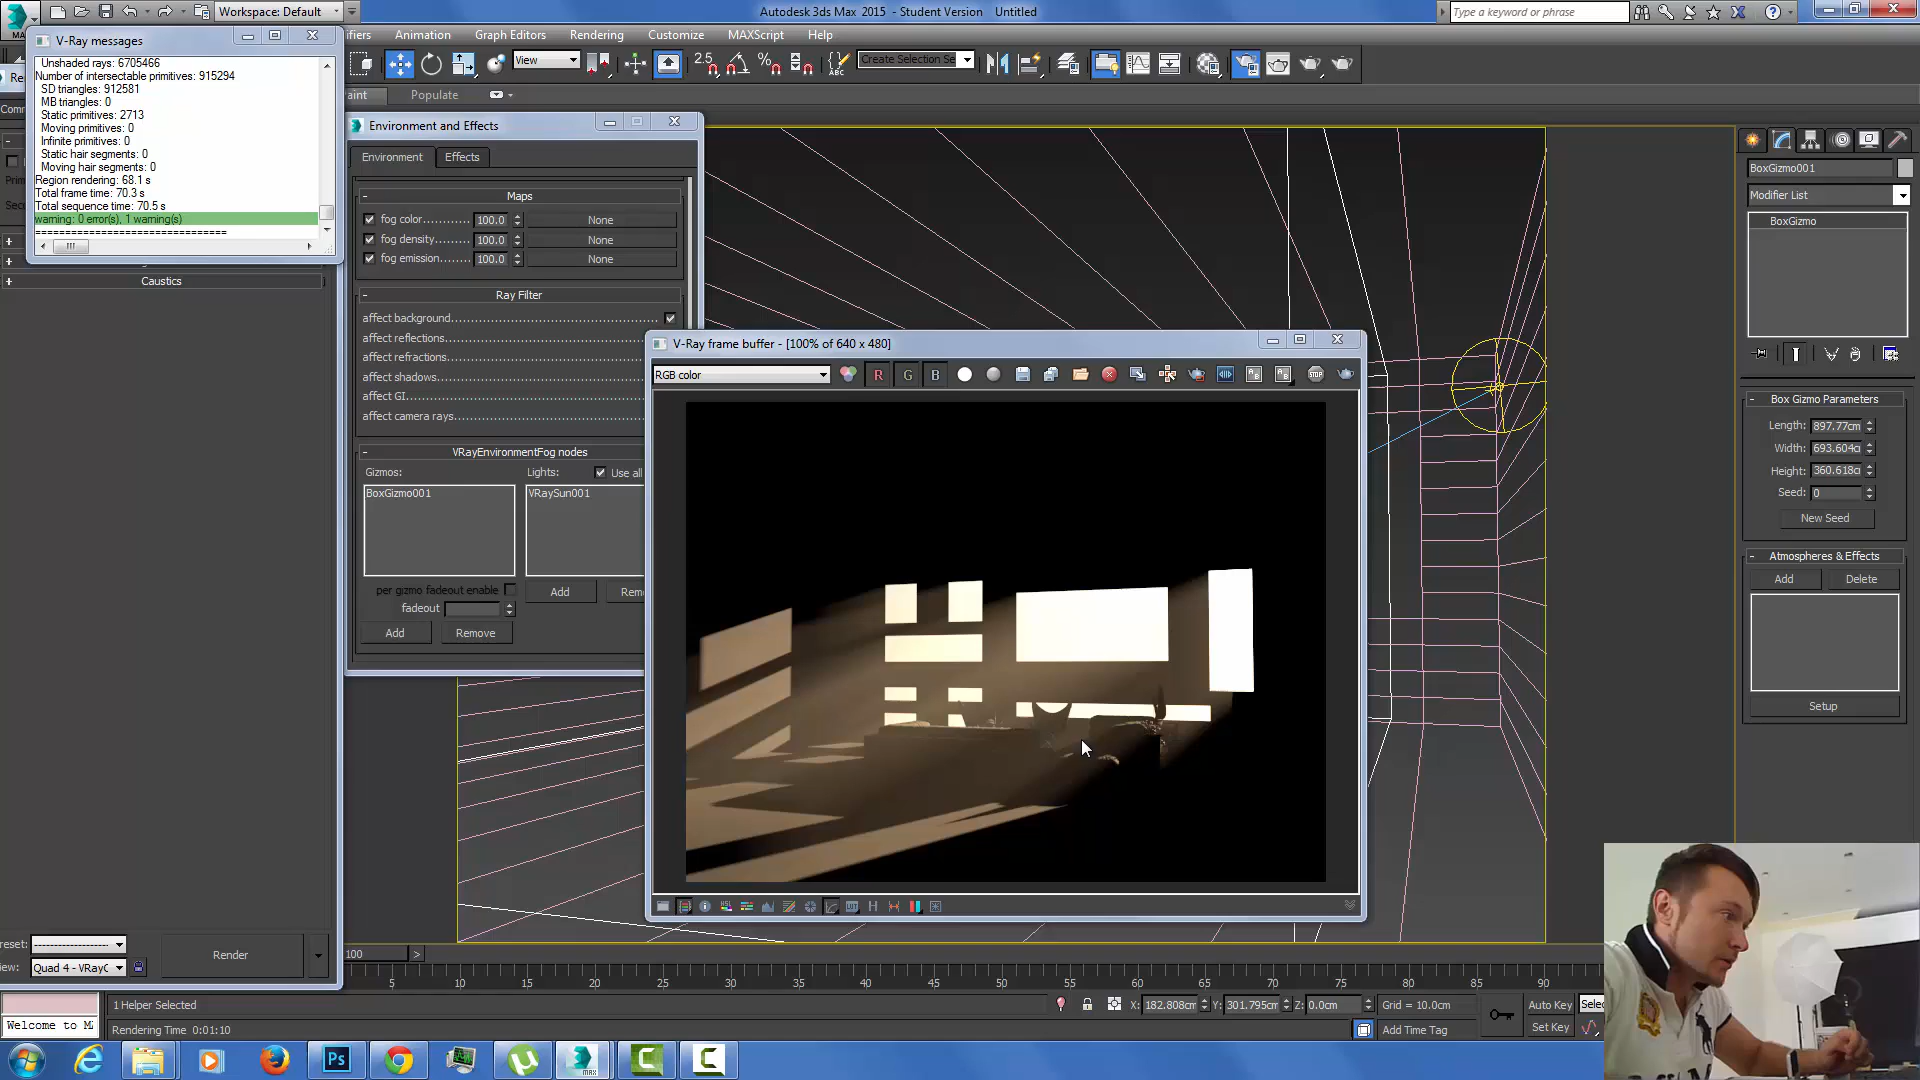 Workspace: Default
Autodesk 3ds Max 2015 - Student Version    Untitled
Type a keyword or phrase
V-Ray messages
Animation
Graph Editors
Rendering
Customize
MAXScript
Help
Unshaded rays: 6705466
Number of intersectable primitives: 915294
SD triangles: 912581
MB triangles: 0
Static primitives: 2713
Moving primitives: 0
Infinite primitives: 0
Static hair segments: 0
Moving hair segments: 0
Region rendering: 68.1 s
Total frame time: 70.3 s
Total sequence time: 70.5 s
warning: 0 error(s), 1 warning(s)
================================
View
2.5
Create Selection Se
Populate
Caustics
Environment and Effects
Environment
Effects
Maps
fog color 100.0 None
fog density 100.0 None
fog emission 100.0 None
Ray Filter
affect background
affect reflections
affect refractions
affect shadows
affect GI
affect camera rays
VRayEnvironmentFog nodes
Gizmos:
Lights:
Use all
BoxGizmo001
VRaySun001
per gizmo fadeout enable
fadeout
Add
Remove
Add
V-Ray frame buffer - [100% of 640 x 480]
RGB color
R
G
B
STOP
BoxGizmo001
Modifier List
BoxGizmo
Box Gizmo Parameters
Length: 897.77cm
Width:
Height:
Seed: 0
New Seed
Atmospheres & Effects
Add
Delete
Setup
Quad 4 - VRayC
Render
100
5 10 15 20 25 30 35 40 45 50 55 60 65 70 75 80 85 90
1 Helper Selected
X: 182.808cm
Y: 301.795cm
Z: 0.0cm
Grid = 10.0cm
Auto Key
Selec
Welcome to M
Rendering Time 0:01:10
Add Time Tag
Set Key
Ps
MAX